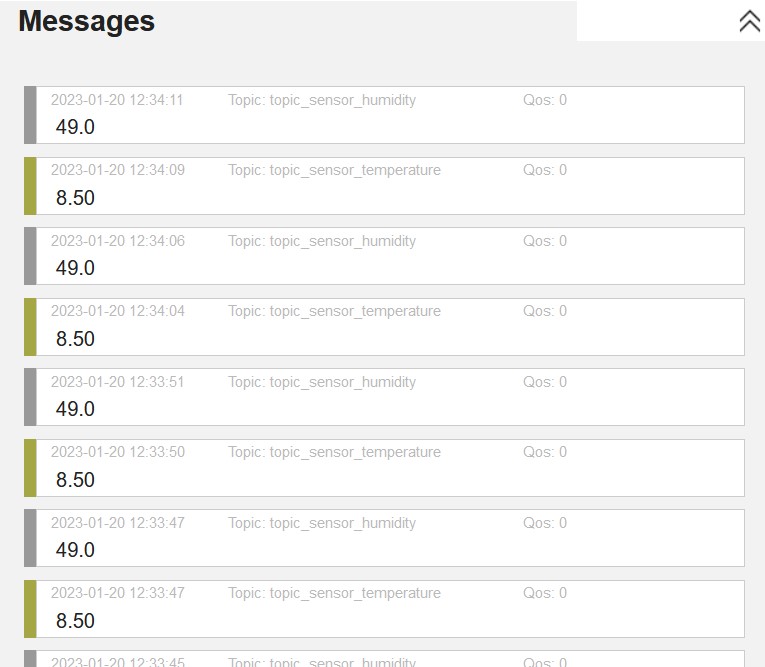 Messages
2023-01-20 12:34:11 Topic: topic_sensor_humidity Qos: 0
49.0
2023-01-20 12:34:09 Topic: topic_sensor_temperature Qos: 0
8.50
2023-01-20 12:34:06 Topic: topic_sensor_humidity Qos: 0
49.0
2023-01-20 12:34:04 Topic: topic_sensor_temperature Qos: 0
8.50
2023-01-20 12:33:51 Topic: topic_sensor_humidity Qos: 0
49.0
2023-01-20 12:33:50 Topic: topic_sensor_temperature Qos: 0
8.50
2023-01-20 12:33:47 Topic: topic_sensor_humidity Qos: 0
49.0
2023-01-20 12:33:47 Topic: topic_sensor_temperature Qos: 0
8.50
2023-01-20 12:33:45 Topic: topic_sensor_humidity Qos: 0